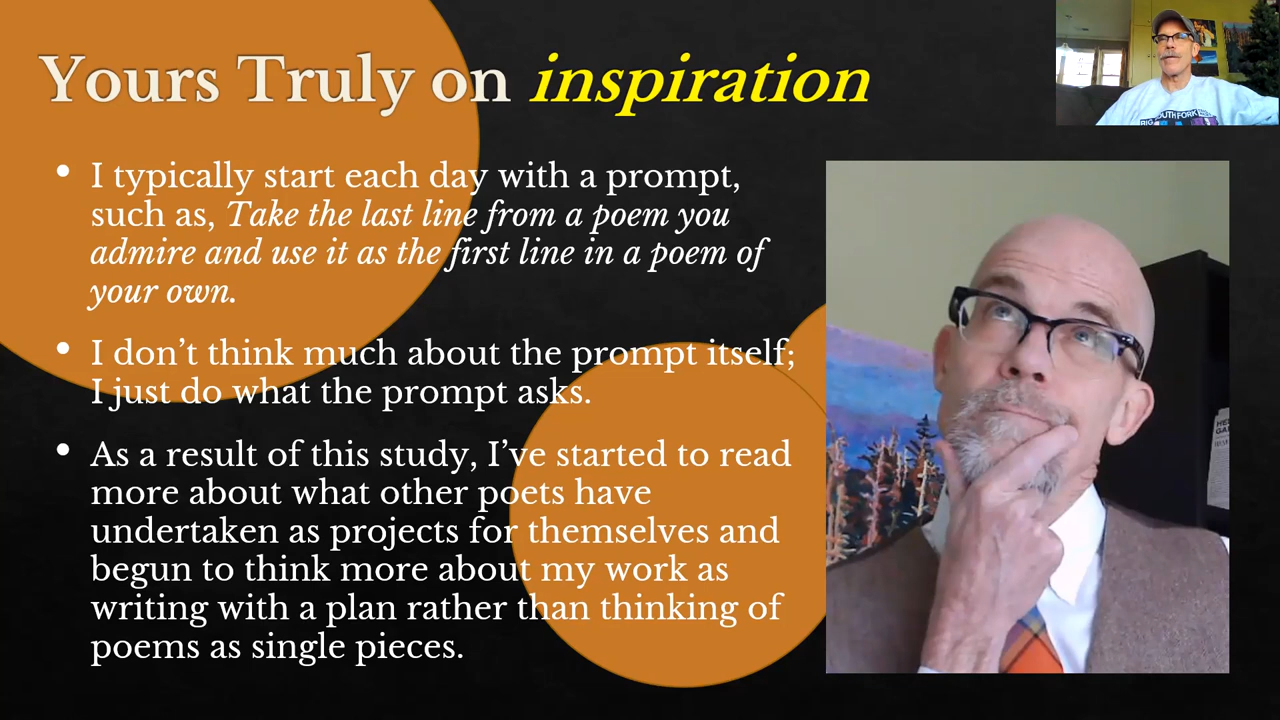 Yours Truly on inspiration
• I typically start each day with a prompt,
such as, Take the last line from a poem you
admire and use it as the first line in a poem of
your own.
• I don’t think much about the prompt itself;
I just do what the prompt asks.
• As a result of this study, I’ve started to read
more about what other poets have
undertaken as projects for themselves and
begun to think more about my work as
writing with a plan rather than thinking of
poems as single pieces.
BIG SOUTH FORK